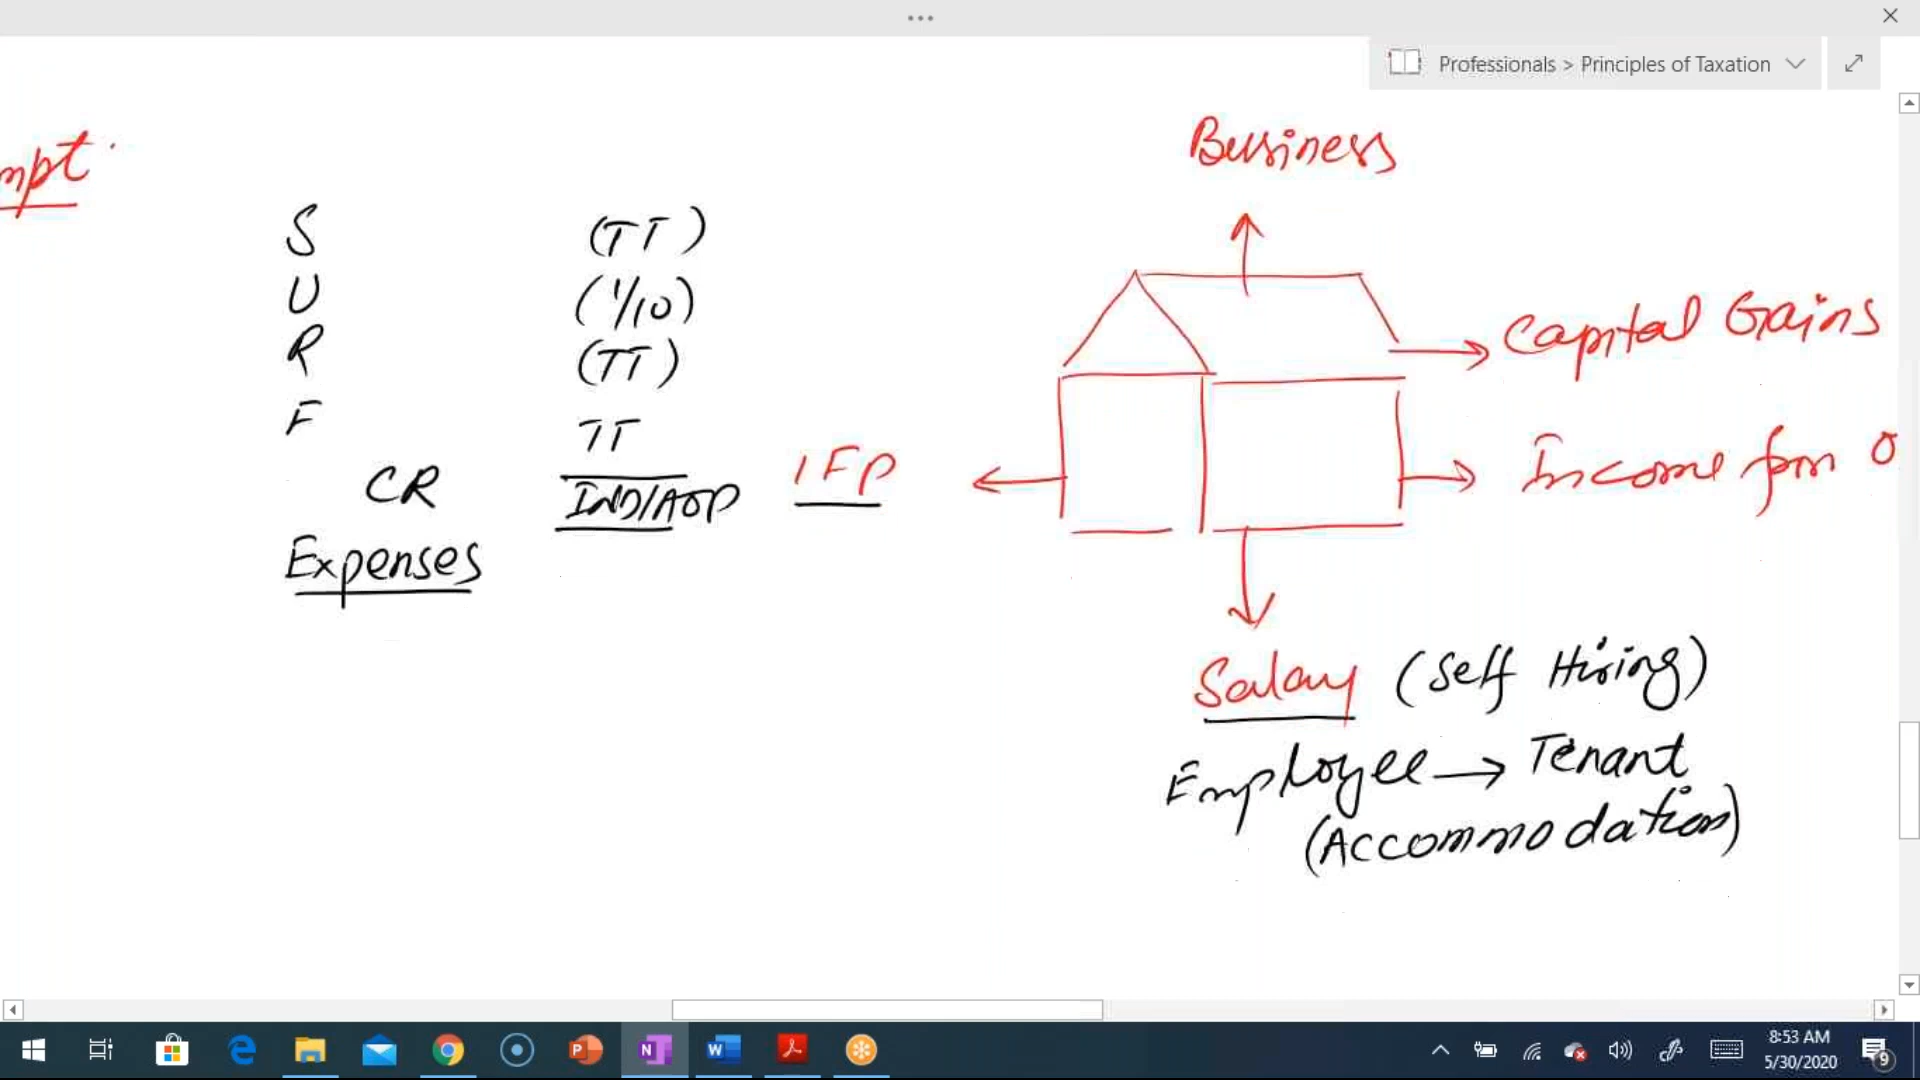 Professionals > Principles of Taxation
mpt.
Business
S (TT)
U (1/10)
R (TT)
F TT
CR IND/AOP IFP
Expenses
Capital Gains
Income from O
Salary (Self Hiring)
Employee → Tenant
(Accommodation)
8:53 AM
5/30/2020
9